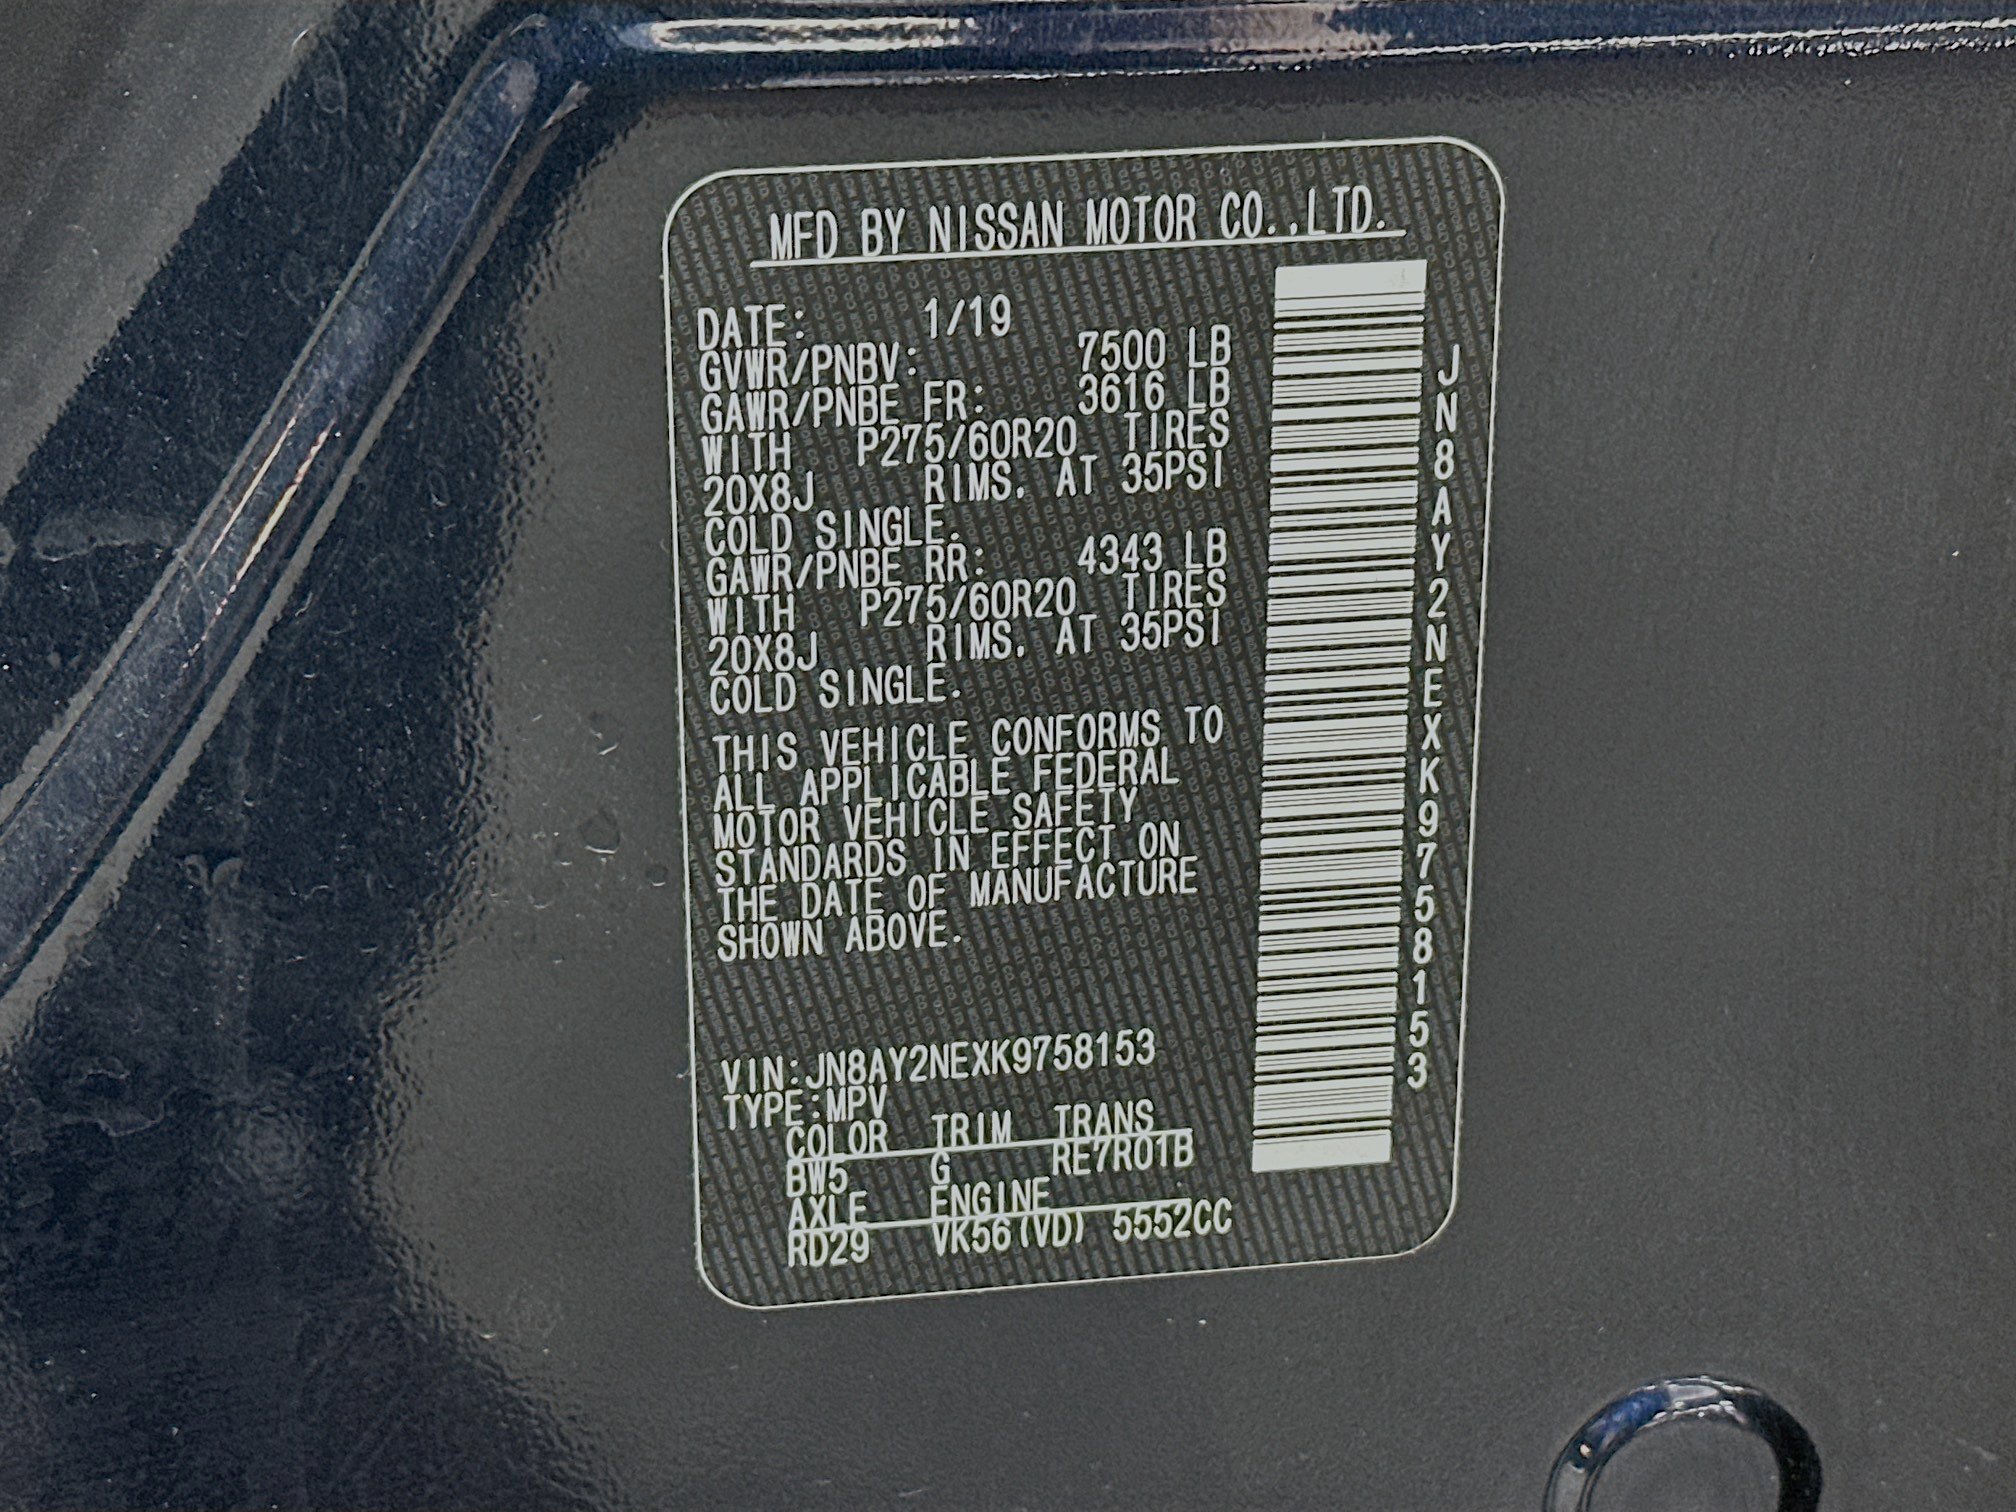 MFD BY NISSAN MOTOR CO.,LTD.
DATE: 1/19
GVWR/PNBV: 7500 LB
GAWR/PNBE FR: 3616 LB
WITH P275/60R20 TIRES
20X8J RIMS. AT 35PSI
COLD SINGLE.
GAWR/PNBE RR: 4343 LB
WITH P275/60R20 TIRES
20X8J RIMS. AT 35PSI
COLD SINGLE.
THIS VEHICLE CONFORMS TO
ALL APPLICABLE FEDERAL
MOTOR VEHICLE SAFETY
STANDARDS IN EFFECT ON
THE DATE OF MANUFACTURE
SHOWN ABOVE.
VIN:JN8AY2NEXK9758153
TYPE:MPV
COLOR TRIM TRANS
BW5 G RE7R01B
AXLE ENGINE
RD29 VK56(VD) 5552CC
JN8AY2NEXK9758153